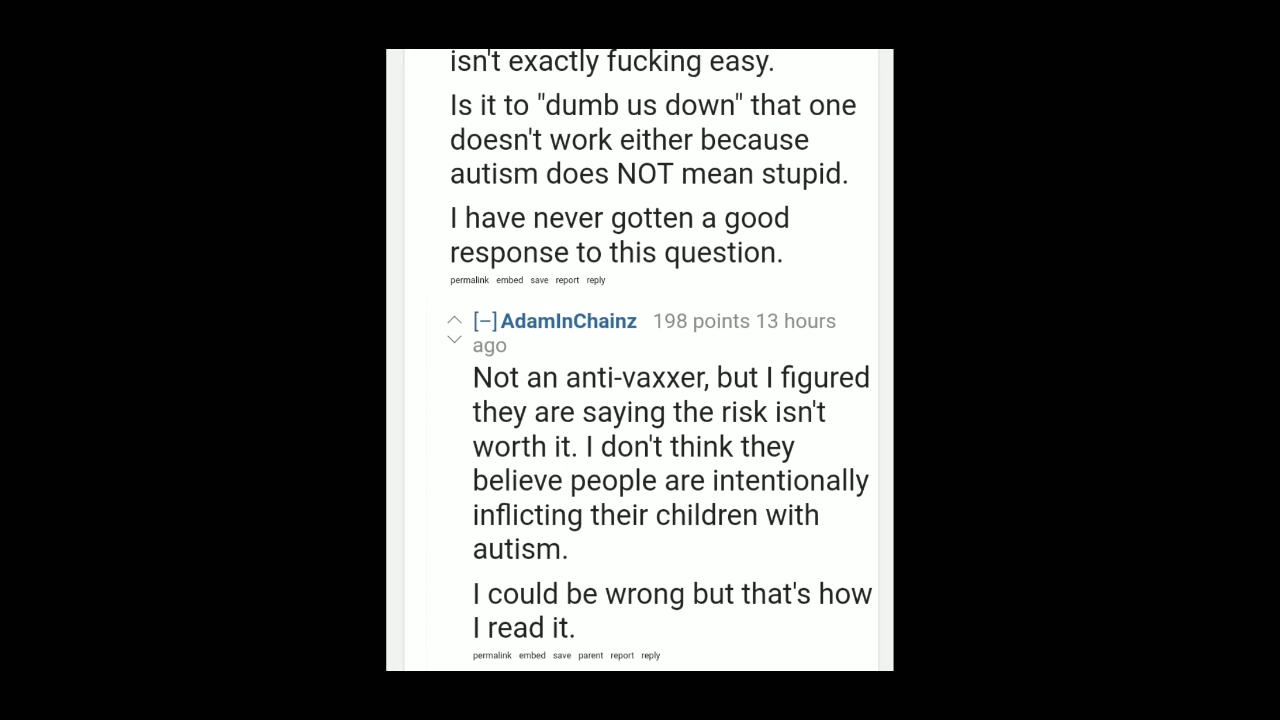 isn't exactly fucking easy.
Is it to "dumb us down" that one
doesn't work either because
autism does NOT mean stupid.
I have never gotten a good
response to this question.
permalink embed save report reply
[–] AdamInChainz 198 points 13 hours
ago
Not an anti-vaxxer, but I figured
they are saying the risk isn't
worth it. I don't think they
believe people are intentionally
inflicting their children with
autism.
I could be wrong but that's how
I read it.
permalink embed save parent report reply